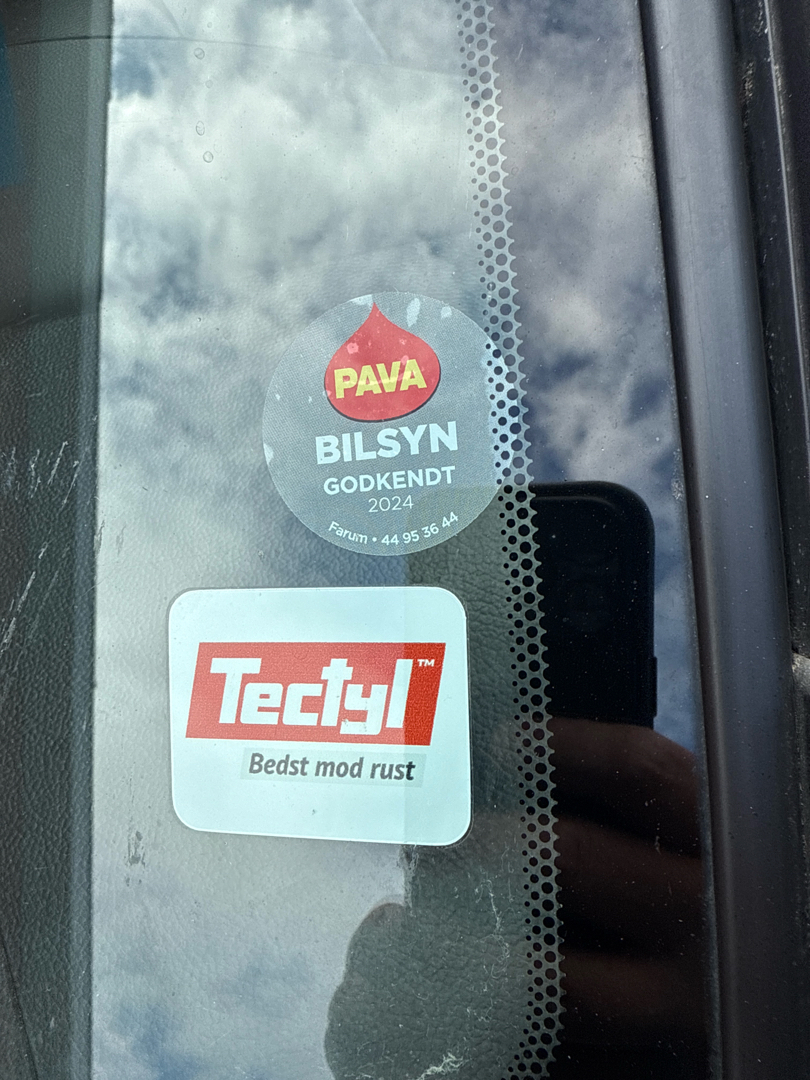 PAVA
BILSYN
GODKENDT
2024
Farum • 44 95 36 44
Tectyl™
Bedst mod rust